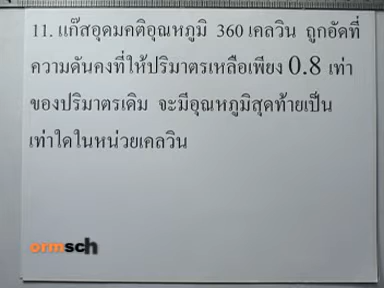 11. แก๊สอุดมคติอุณหภูมิ 360 เคลวิน ถูกอัดที่
ความดันคงที่ให้ปริมาตรเหลือเพียง 0.8 เท่า
ของปริมาตรเดิม จะมีอุณหภูมิสุดท้ายเป็น
เท่าใดในหน่วยเคลวิน
ormsch